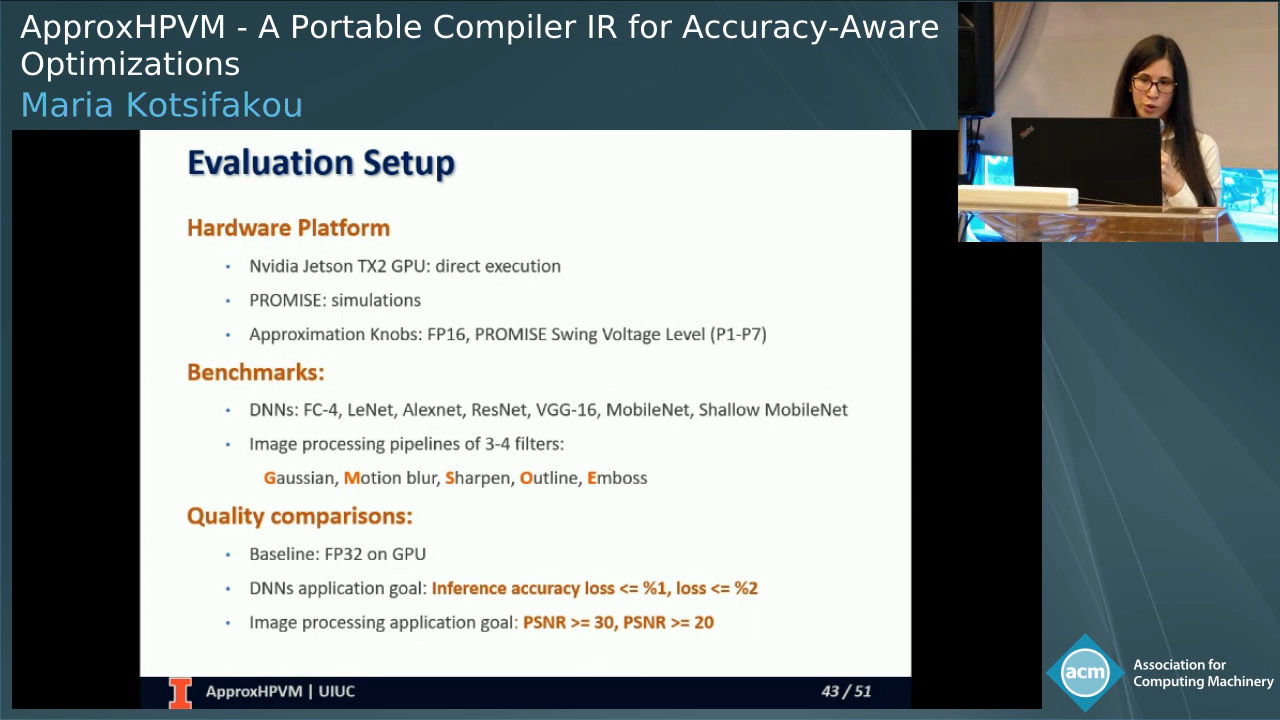 ApproxHPVM - A Portable Compiler IR for Accuracy-Aware
Optimizations
Maria Kotsifakou
Evaluation Setup
Hardware Platform
Nvidia Jetson TX2 GPU: direct execution
PROMISE: simulations
Approximation Knobs: FP16, PROMISE Swing Voltage Level (P1-P7)
Benchmarks:
DNNs: FC-4, LeNet, Alexnet, ResNet, VGG-16, MobileNet, Shallow MobileNet
Image processing pipelines of 3-4 filters:
Gaussian, Motion blur, Sharpen, Outline, Emboss
Quality comparisons:
Baseline: FP32 on GPU
DNNs application goal: Inference accuracy loss <= %1, loss <= %2
Image processing application goal: PSNR >= 30, PSNR >= 20
ApproxHPVM | UIUC
43 / 51
acm
Association for
Computing Machinery